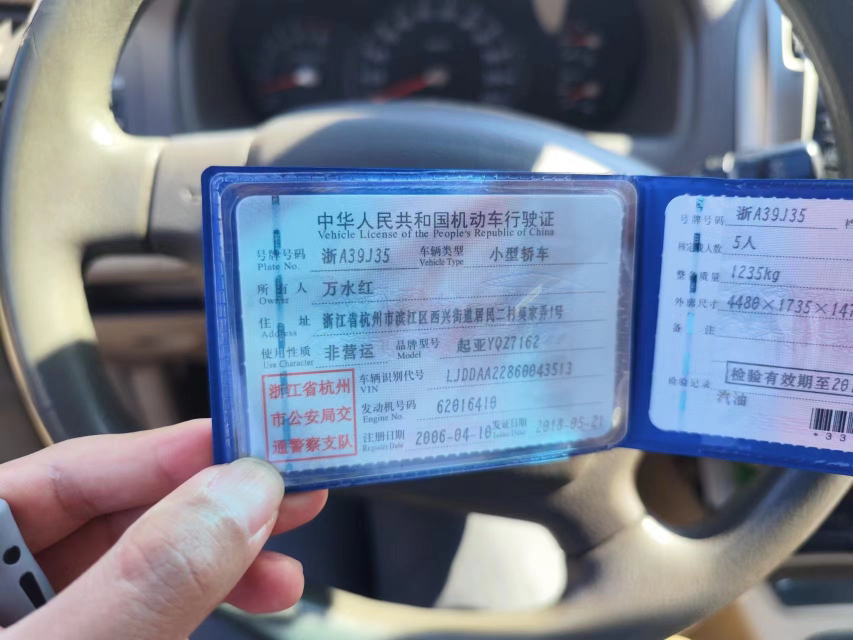 中华人民共和国机动车行驶证
Vehicle License of the People's Republic of China
号牌号码 浙A39J35 车辆类型 小型轿车
Plate No. Vehicle Type
所有人 万水红
Owner
住址 浙江省杭州市滨江区西兴街道居民二村吴家弄1号
Address
使用性质 非营运 品牌型号 起亚YQZ7162
Use Character Model
浙江省杭州
市公安局交
通警察支队
车辆识别代号 LJDDAA22860043513
VIN
发动机号码 62016410
Engine No.
注册日期 2006-04-10 发证日期 2018-05-21
Register Date Issue Date
号牌号码 浙A39J35
核定载人数 5人
整备质量 1235kg
外廓尺寸 4480×1735×147
备注
检验有效期至20
检验记录
汽油
*33